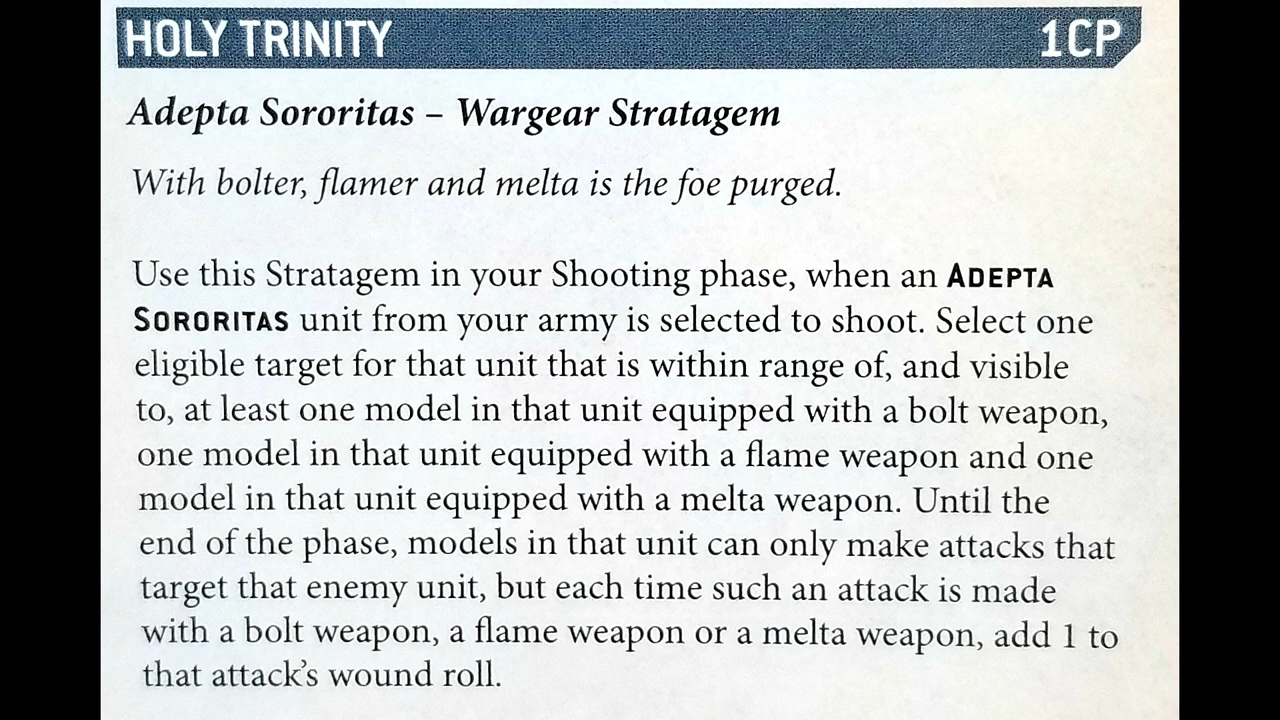 HOLY TRINITY 1CP
Adepta Sororitas – Wargear Stratagem
With bolter, flamer and melta is the foe purged.
Use this Stratagem in your Shooting phase, when an ADEPTA
SORORITAS unit from your army is selected to shoot. Select one
eligible target for that unit that is within range of, and visible
to, at least one model in that unit equipped with a bolt weapon,
one model in that unit equipped with a flame weapon and one
model in that unit equipped with a melta weapon. Until the
end of the phase, models in that unit can only make attacks that
target that enemy unit, but each time such an attack is made
with a bolt weapon, a flame weapon or a melta weapon, add 1 to
that attack’s wound roll.